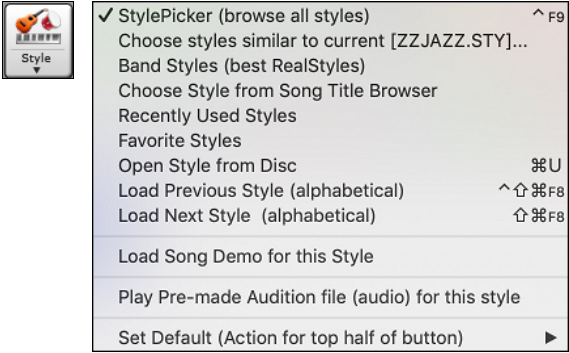 Style
✓ StylePicker (browse all styles) ^ F9
Choose styles similar to current [ZZJAZZ.STY]...
Band Styles (best RealStyles)
Choose Style from Song Title Browser
Recently Used Styles
Favorite Styles
Open Style from Disc ⌘U
Load Previous Style (alphabetical) ^⇧⌘F8
Load Next Style (alphabetical) ⇧⌘F8
Load Song Demo for this Style
Play Pre-made Audition file (audio) for this style
Set Default (Action for top half of button) ▶